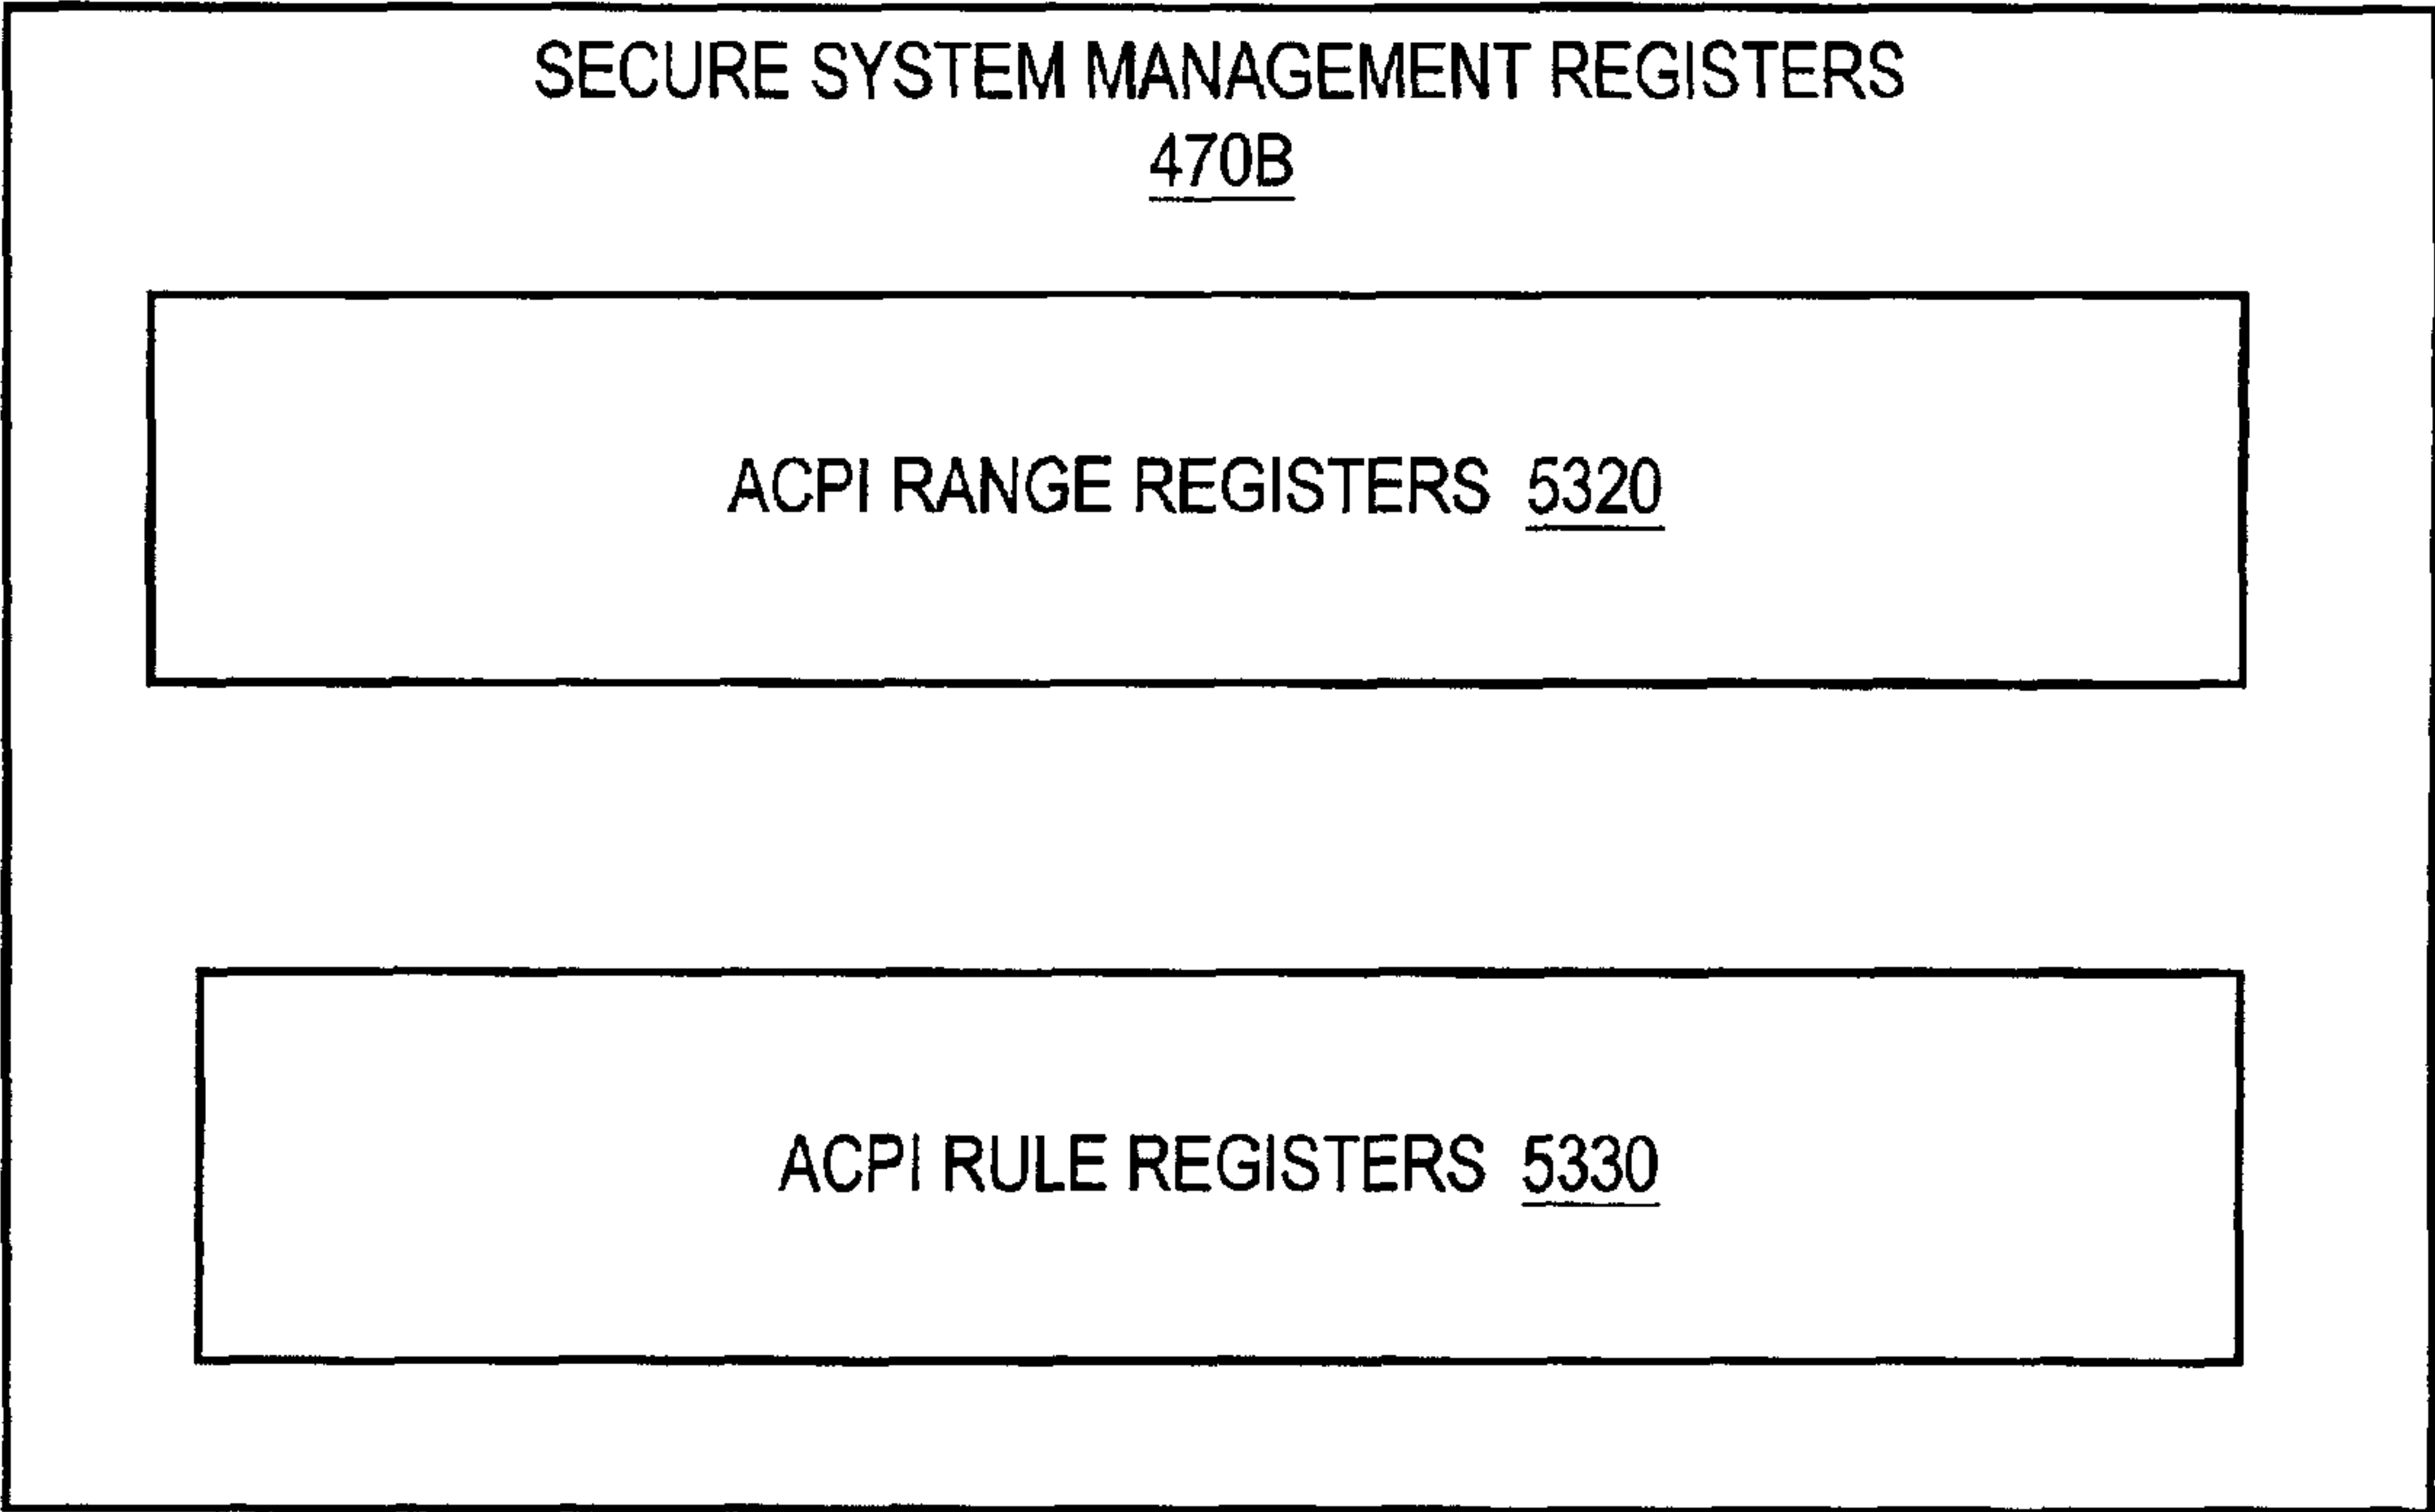 SECURE SYSTEM MANAGEMENT REGISTERS
470B
ACPI RANGE REGISTERS 5320
ACPI RULE REGISTERS 5330